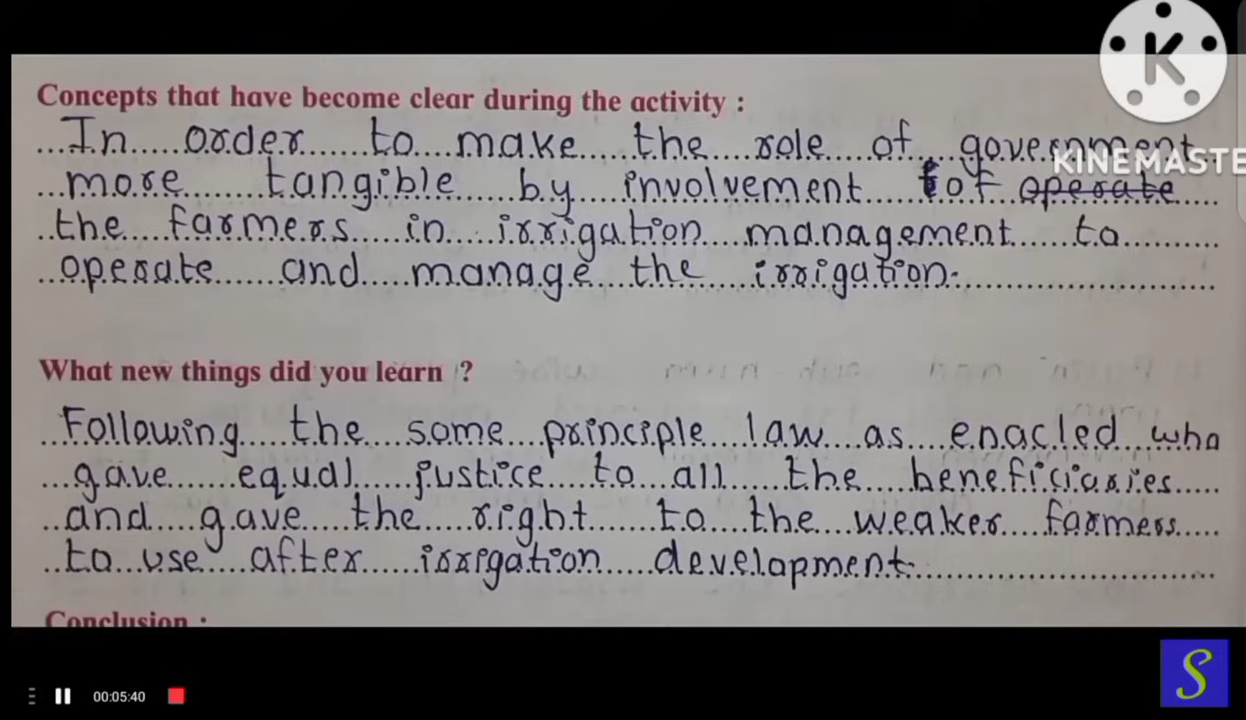 K
KINEMASTE
Concepts that have become clear during the activity :
In order to make the role of government
more tangible by involvement of operate
the farmers in irrigation management to
operate and manage the irrigation.
What new things did you learn ?
Following the some principle law as enacled who
gave equal justice to all the beneficiaries
and gave the right to the weaker farmers
to use after irrigation development.
Conclusion :
00:05:40
S